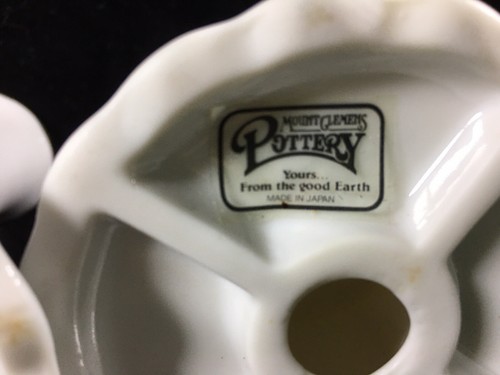 MOUNT CLEMENS
POTTERY
Yours...
From the good Earth
MADE IN JAPAN